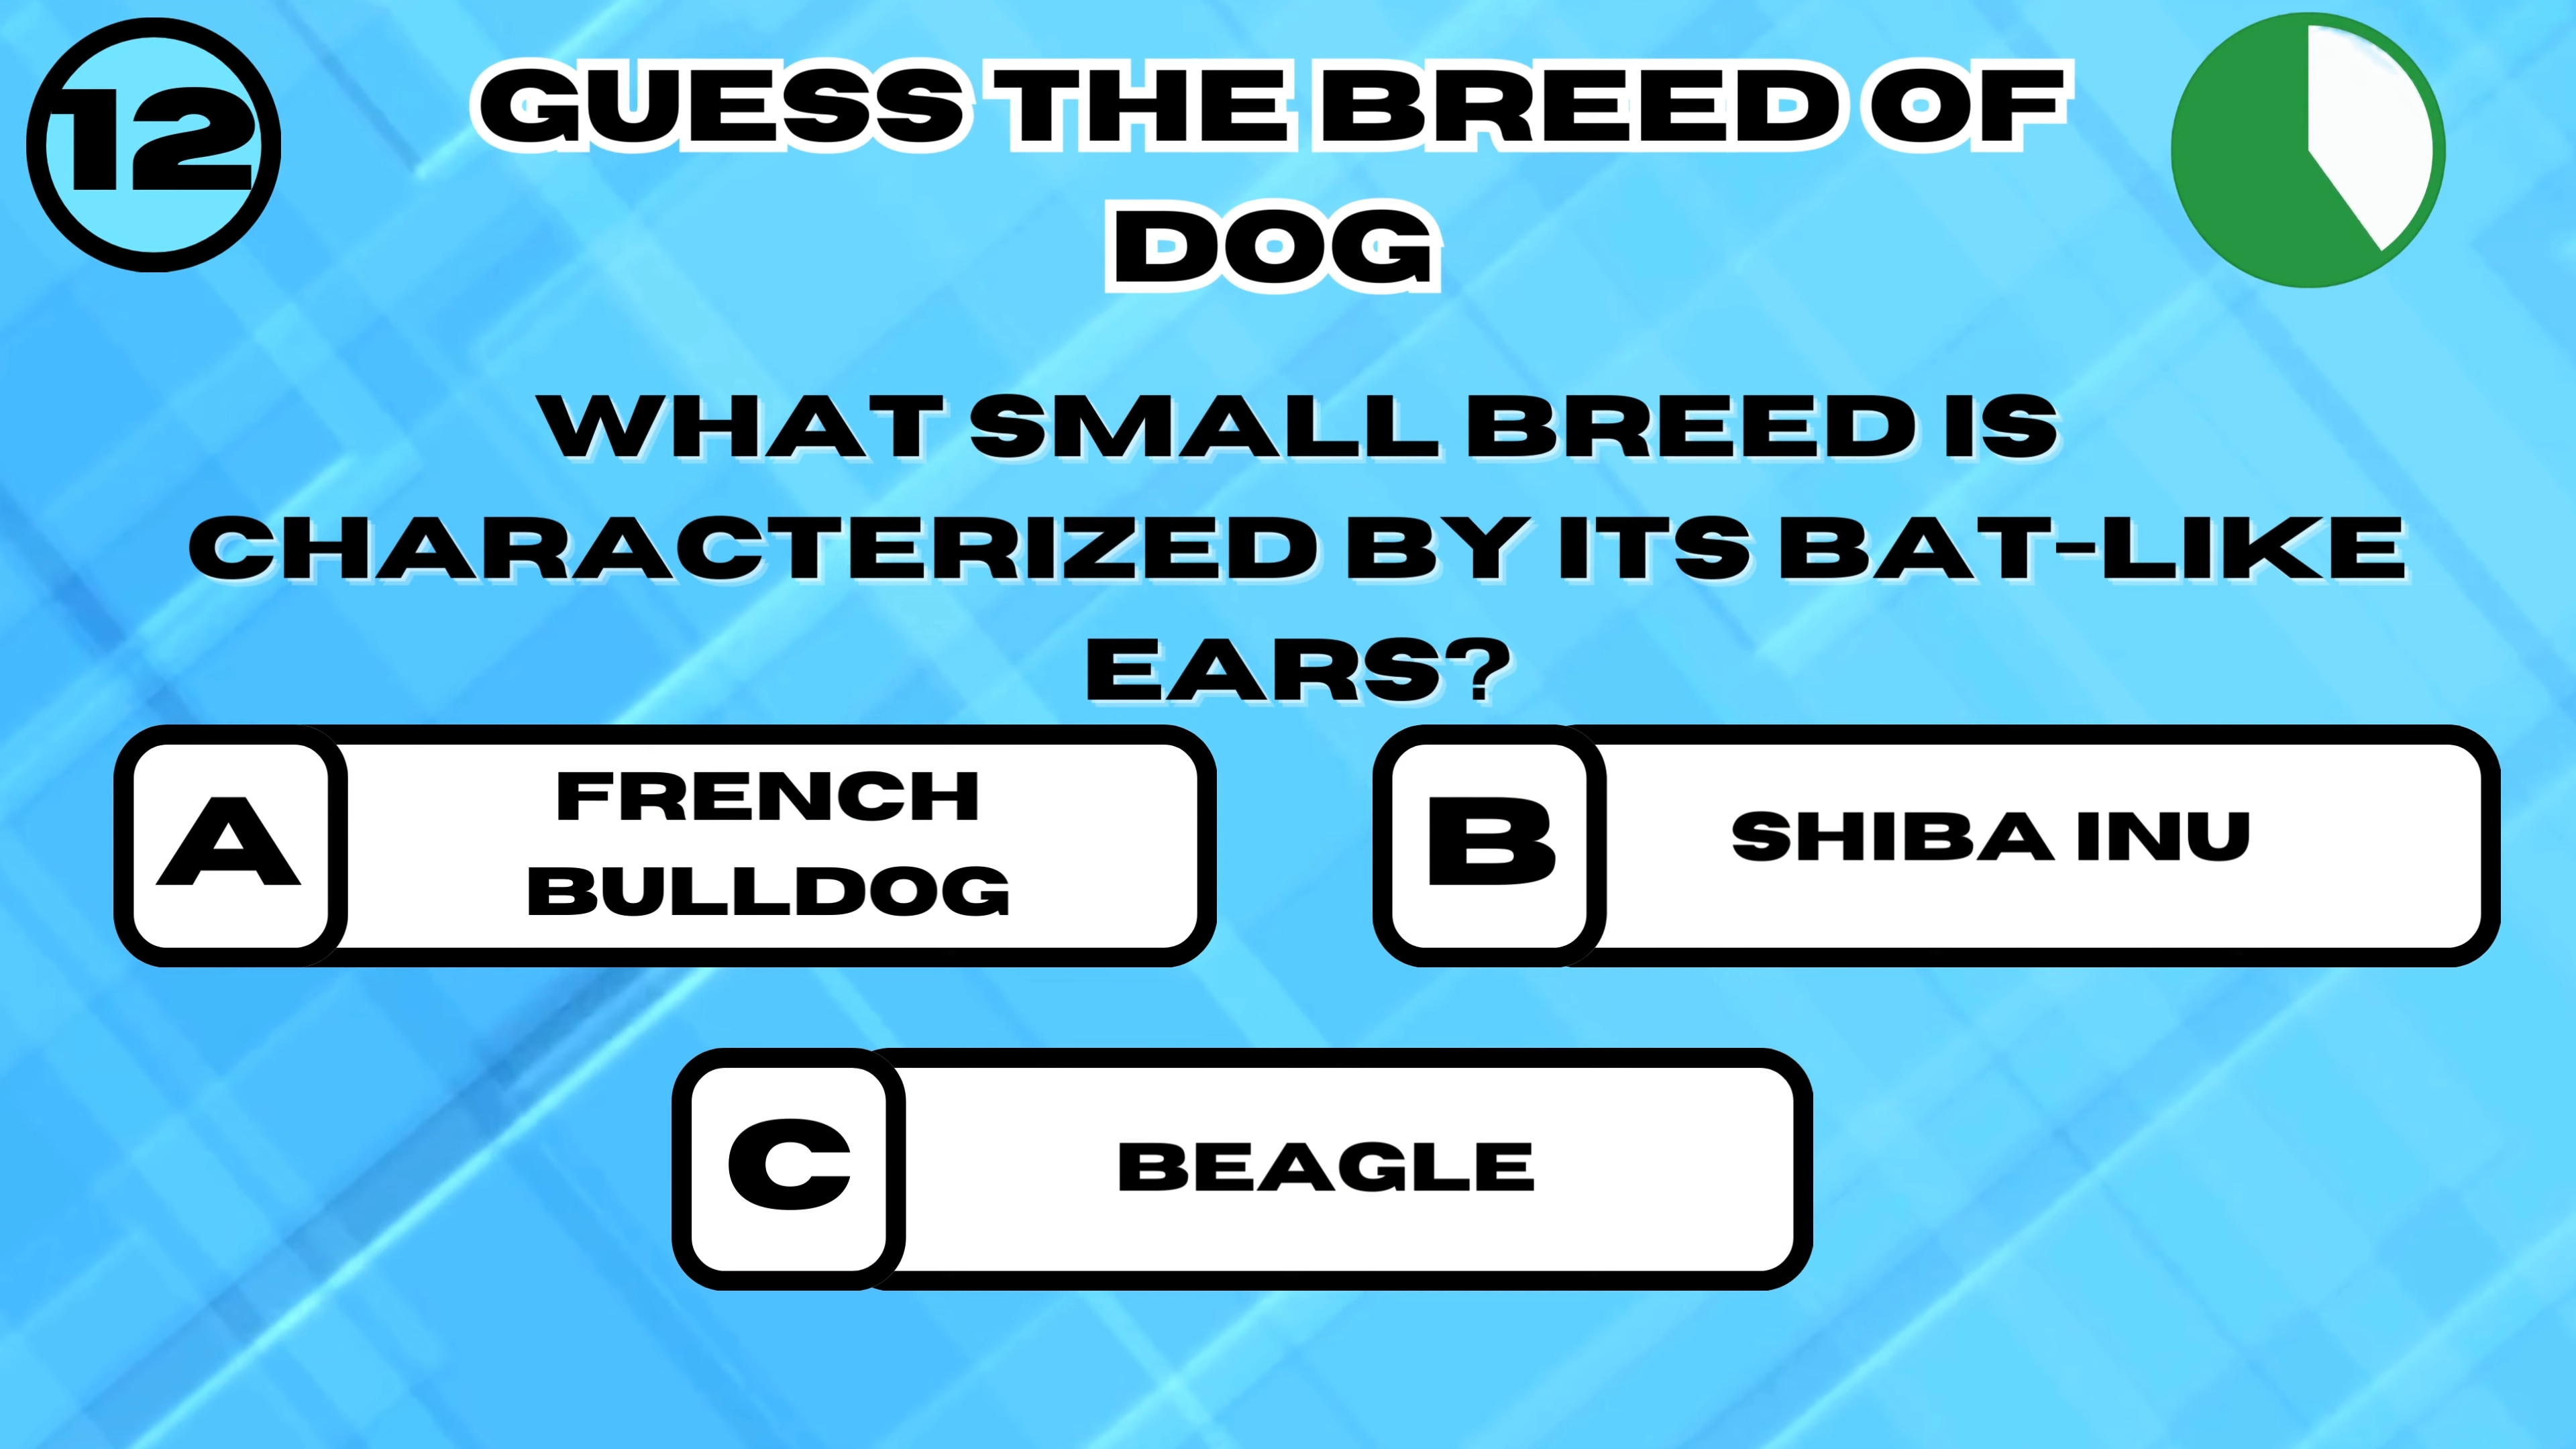 12
GUESS THE BREED OF
DOG
WHAT SMALL BREED IS
CHARACTERIZED BY ITS BAT-LIKE
EARS?
A
FRENCH
BULLDOG
B
SHIBA INU
C
BEAGLE